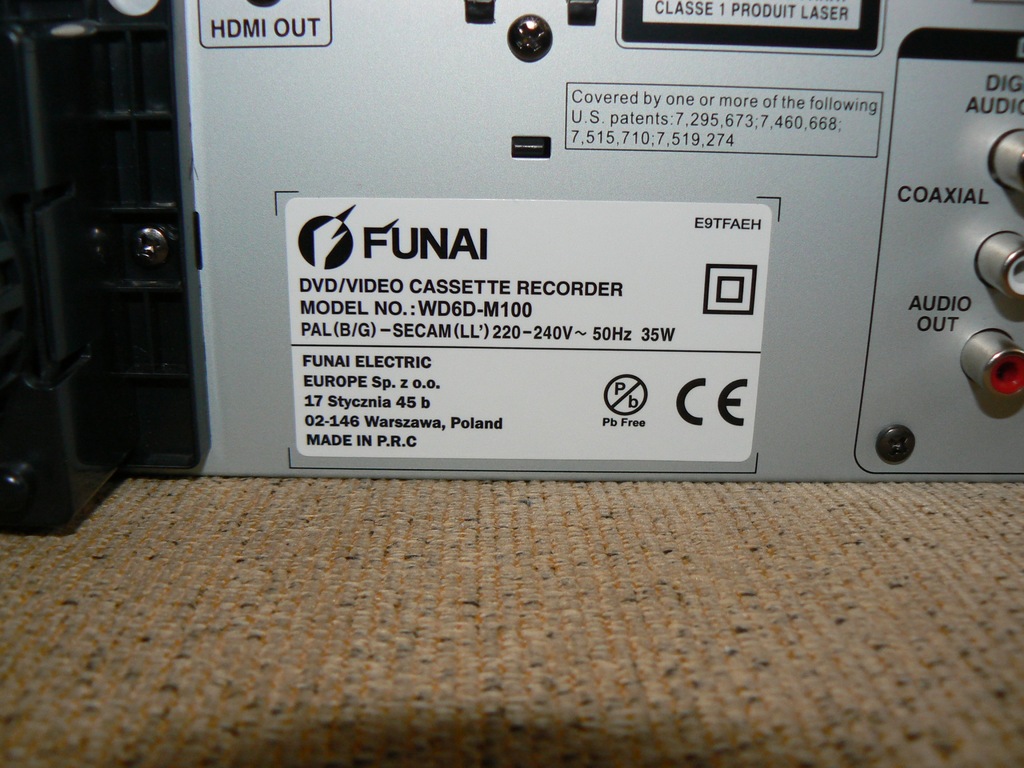 HDMI OUT
CLASSE 1 PRODUIT LASER
Covered by one or more of the following
U.S. patents:7,295,673;7,460,668;
7,515,710;7,519,274
COAXIAL
AUDIO
OUT
FUNAI
E9TFAEH
DVD/VIDEO CASSETTE RECORDER
MODEL NO.:WD6D-M100
PAL(B/G)-SECAM(LL')220-240V~ 50Hz 35W
FUNAI ELECTRIC
EUROPE Sp. z o.o.
17 Stycznia 45 b
02-146 Warszawa, Poland
MADE IN P.R.C
Pb
Pb Free
CE